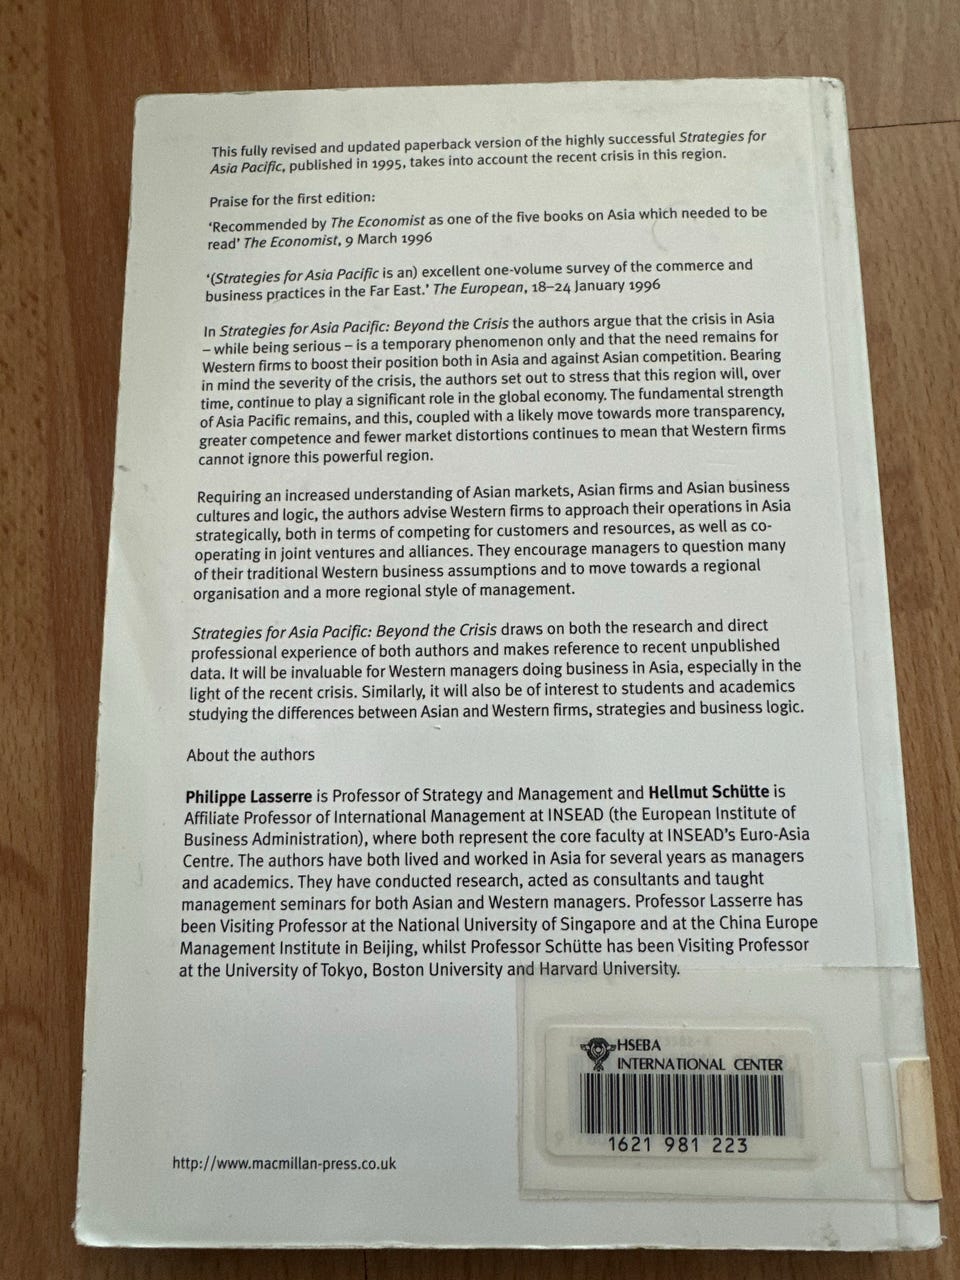 This fully revised and updated paperback version of the highly successful Strategies for
Asia Pacific, published in 1995, takes into account the recent crisis in this region.
Praise for the first edition:
‘Recommended by The Economist as one of the five books on Asia which needed to be
read’ The Economist, 9 March 1996
‘(Strategies for Asia Pacific is an) excellent one-volume survey of the commerce and
business practices in the Far East.’ The European, 18–24 January 1996
In Strategies for Asia Pacific: Beyond the Crisis the authors argue that the crisis in Asia
– while being serious – is a temporary phenomenon only and that the need remains for
Western firms to boost their position both in Asia and against Asian competition. Bearing
in mind the severity of the crisis, the authors set out to stress that this region will, over
time, continue to play a significant role in the global economy. The fundamental strength
of Asia Pacific remains, and this, coupled with a likely move towards more transparency,
greater competence and fewer market distortions continues to mean that Western firms
cannot ignore this powerful region.
Requiring an increased understanding of Asian markets, Asian firms and Asian business
cultures and logic, the authors advise Western firms to approach their operations in Asia
strategically, both in terms of competing for customers and resources, as well as co-
operating in joint ventures and alliances. They encourage managers to question many
of their traditional Western business assumptions and to move towards a regional
organisation and a more regional style of management.
Strategies for Asia Pacific: Beyond the Crisis draws on both the research and direct
professional experience of both authors and makes reference to recent unpublished
data. It will be invaluable for Western managers doing business in Asia, especially in the
light of the recent crisis. Similarly, it will also be of interest to students and academics
studying the differences between Asian and Western firms, strategies and business logic.
About the authors
Philippe Lasserre is Professor of Strategy and Management and Hellmut Schütte is
Affiliate Professor of International Management at INSEAD (the European Institute of
Business Administration), where both represent the core faculty at INSEAD’s Euro-Asia
Centre. The authors have both lived and worked in Asia for several years as managers
and academics. They have conducted research, acted as consultants and taught
management seminars for both Asian and Western managers. Professor Lasserre has
been Visiting Professor at the National University of Singapore and at the China Europe
Management Institute in Beijing, whilst Professor Schütte has been Visiting Professor
at the University of Tokyo, Boston University and Harvard University.
HSEBA
INTERNATIONAL CENTER
1621 981 223
http://www.macmillan-press.co.uk